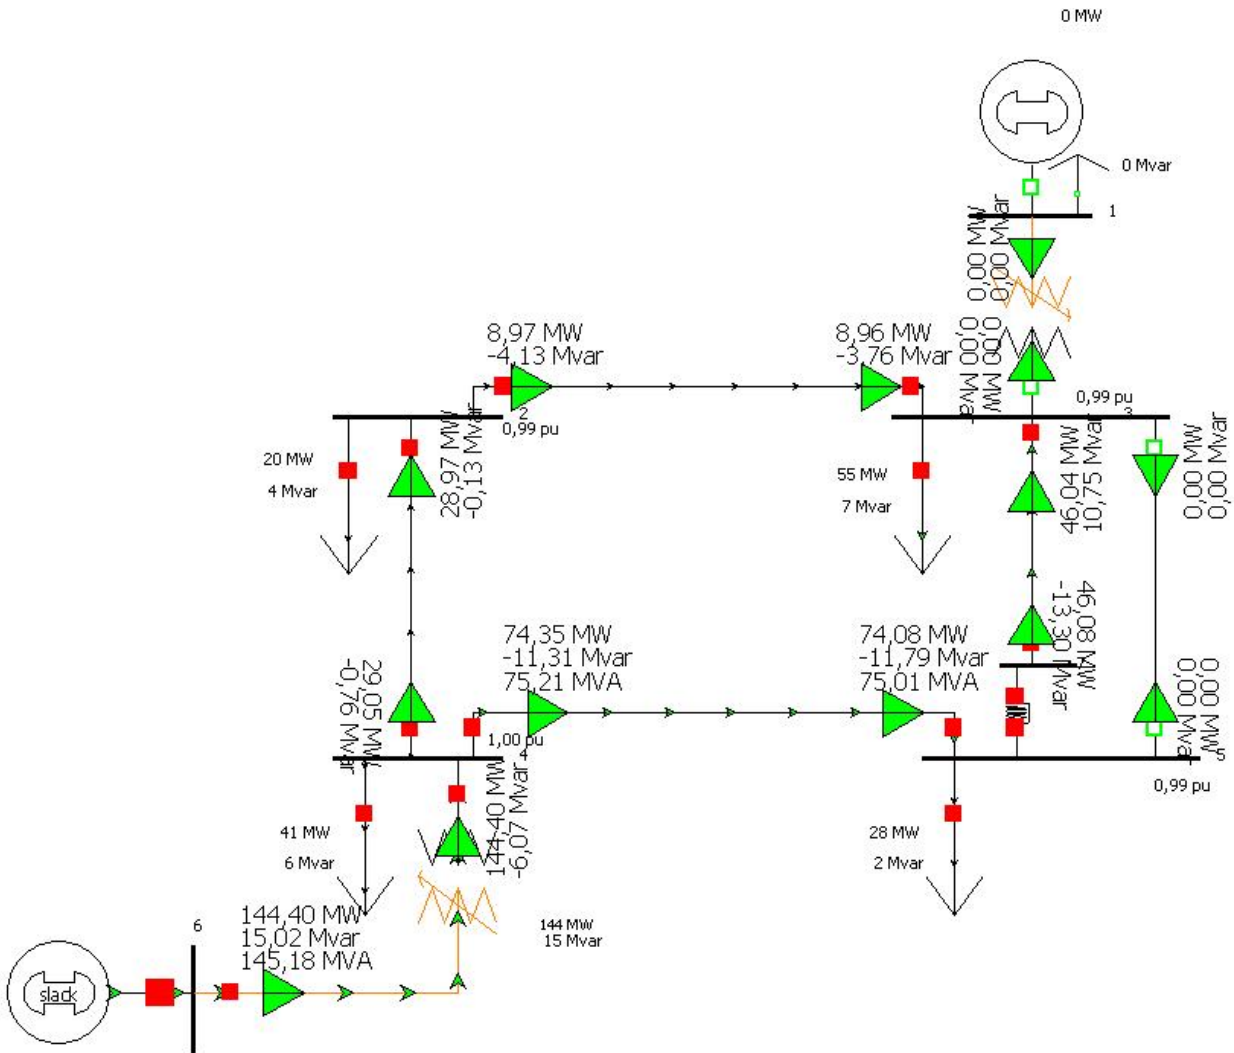 0 MW
0 Mvar
1
0,00 MW
0,00 Mvar
0,00 MW
0,00 Mvar
8,97 MW
-4,13 Mvar
8,96 MW
-3,76 Mvar
2
0,99 pu
0,99 pu
3
20 MW
4 Mvar
28,97 MW
-0,13 Mvar
55 MW
7 Mvar
46,04 MW
10,75 Mvar
0,00 MW
0,00 Mvar
46,08 MW
-13,30 Mvar
74,35 MW
-11,31 Mvar
75,21 MVA
74,08 MW
-11,79 Mvar
75,01 MVA
29,05 MW
-0,76 Mvar
0,00 MW
0,00 Mvar
1,00 pu
4
5
0,99 pu
144,40 MW
-6,07 Mvar
41 MW
6 Mvar
28 MW
2 Mvar
144 MW
15 Mvar
6
144,40 MW
15,02 Mvar
145,18 MVA
slack